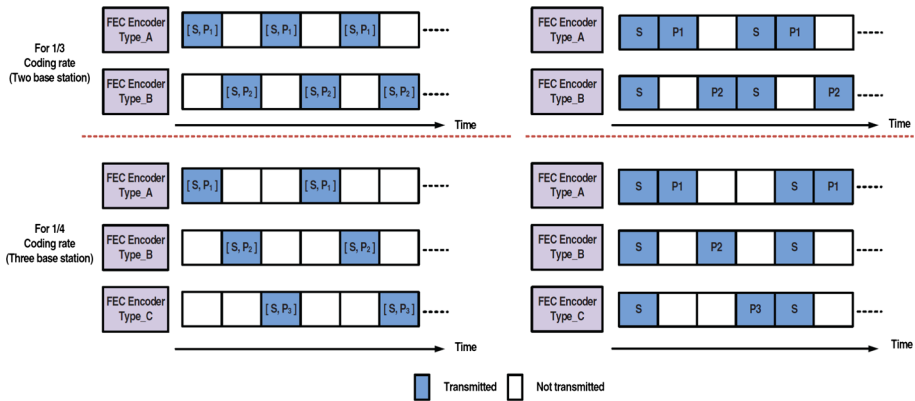 For 1/3
Coding rate
(Two base station)
FEC Encoder
Type_A
[ S, P1 ]
[ S, P1 ]
[ S, P1 ]
FEC Encoder
Type_B
[ S, P2 ]
[ S, P2 ]
[ S, P2 ]
Time
FEC Encoder
Type_A
S
P1
S
P1
FEC Encoder
Type_B
S
P2
S
P2
Time
For 1/4
Coding rate
(Three base station)
FEC Encoder
Type_A
[ S, P1 ]
[ S, P1 ]
FEC Encoder
Type_B
[ S, P2 ]
[ S, P2 ]
FEC Encoder
Type_C
[ S, P3 ]
[ S, P3 ]
Time
FEC Encoder
Type_A
S
P1
S
P1
FEC Encoder
Type_B
S
P2
S
FEC Encoder
Type_C
S
P3
S
Time
Transmitted
Not transmitted